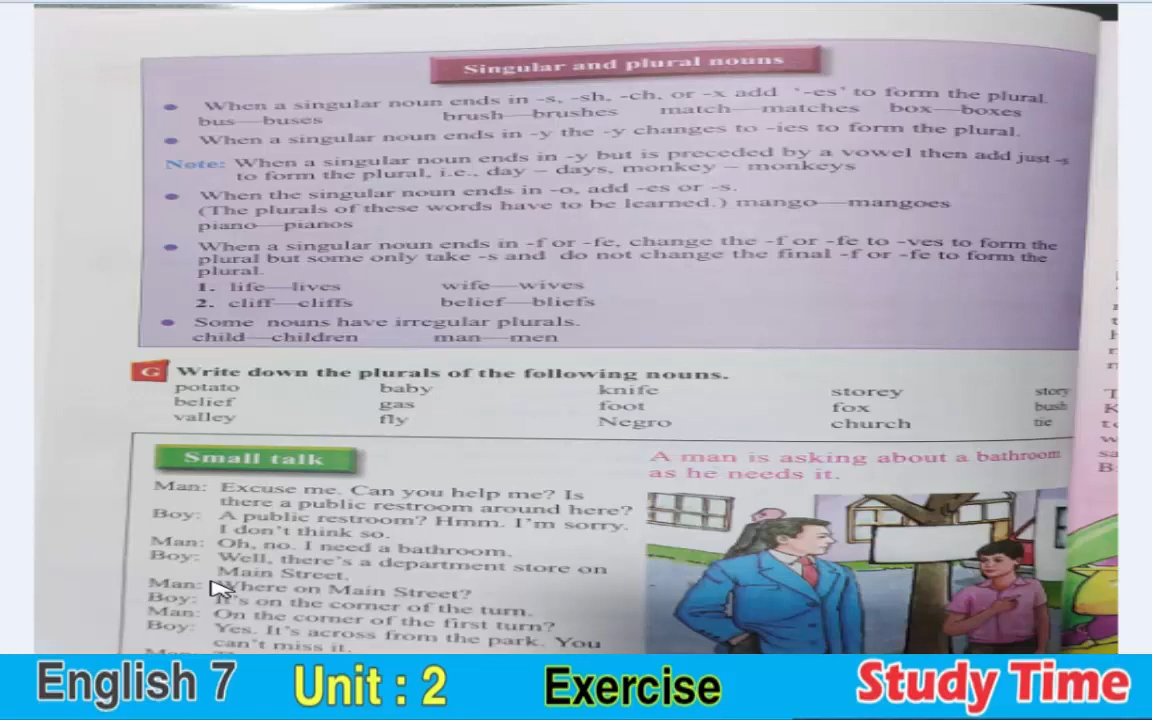 Singular and plural nouns
• When a singular noun ends in -s, -sh, -ch, or -x add '-es' to form the plural.
bus—buses brush—brushes match—matches box—boxes
• When a singular noun ends in -y the -y changes to -ies to form the plural.
Note: When a singular noun ends in -y but is preceded by a vowel then add just -s
to form the plural, i.e., day – days, monkey – monkeys
• When the singular noun ends in -o, add -es or -s.
(The plurals of these words have to be learned.) mango—mangoes
piano—pianos
• When a singular noun ends in -f or -fe, change the -f or -fe to -ves to form the
plural but some only take -s and do not change the final -f or -fe to form the
plural.
1. life—lives wife—wives
2. cliff—cliffs belief—bliefs
• Some nouns have irregular plurals.
child—children man—men
G Write down the plurals of the following nouns.
potato baby knife storey story
belief gas foot fox bush
valley fly Negro church tie
Small talk
A man is asking about a bathroom
as he needs it.
Man: Excuse me. Can you help me? Is
there a public restroom around here?
Boy: A public restroom? Hmm. I'm sorry.
I don't think so.
Man: Oh, no. I need a bathroom.
Boy: Well, there's a department store on
Main Street.
Man: Where on Main Street?
Boy: It's on the corner of the turn.
Man: On the corner of the first turn?
Boy: Yes. It's across from the park. You
can't miss it.
English 7 Unit : 2 Exercise Study Time